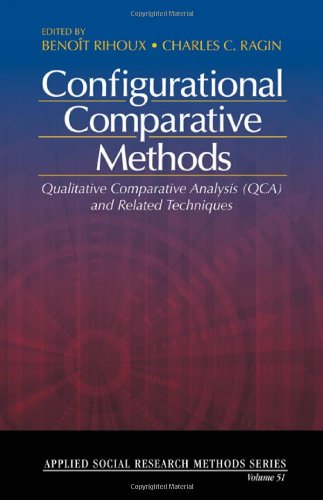 EDITED BY
BENOÎT RIHOUX • CHARLES C. RAGIN
Configurational
Comparative
Methods
Qualitative Comparative Analysis (QCA)
and Related Techniques
APPLIED SOCIAL RESEARCH METHODS SERIES
Volume 51